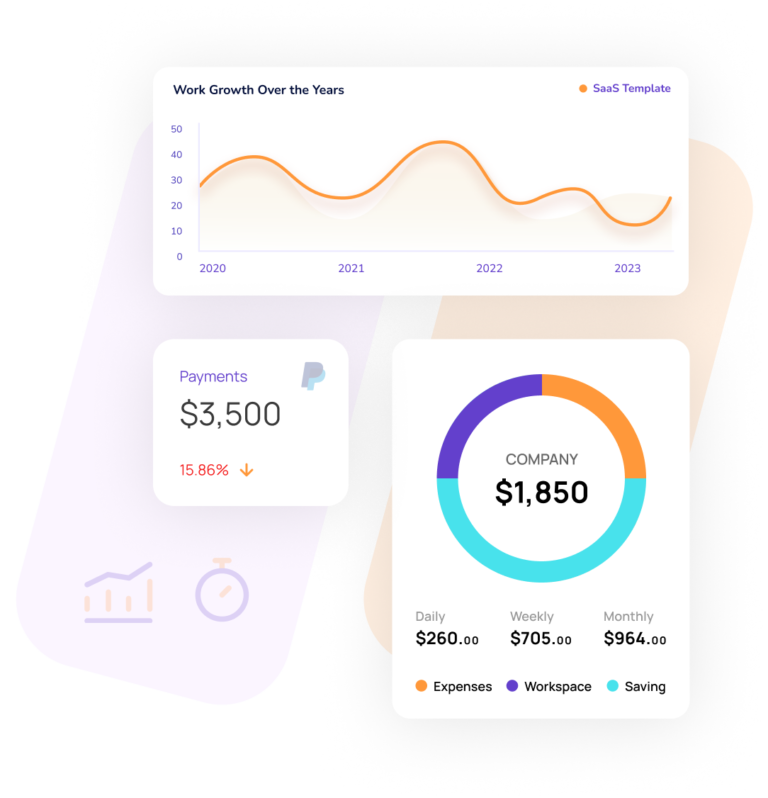 Work Growth Over the Years
SaaS Template
50
40
30
20
10
0
2020 2021 2022 2023
Payments
$3,500
15.86%
COMPANY
$1,850
Daily Weekly Monthly
$260.00 $705.00 $964.00
Expenses Workspace Saving